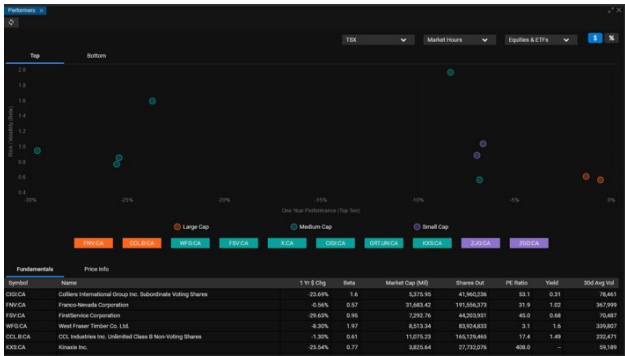 Performers ×
TSX Market Hours Equities & ETFs $ %
Top Bottom
2.0
1.8
1.6
1.4
1.2
1.0
0.8
0.6
0.4
Risk / Volatility (beta)
-30% -25% -20% -15% -10% -5% 0%
One Year Performance (Top Ten)
Large Cap Medium Cap Small Cap
FNV:CA CCL.B:CA WFG:CA FSV:CA X:CA CIGI:CA GRT.UN:CA KXS:CA ZJO:CA ZGD:CA
Fundamentals Price Info
Symbol Name 1 Yr $ Chg Beta Market Cap (Mil) Shares Out PE Ratio Yield 30d Avg Vol
CIGI:CA Colliers International Group Inc. Subordinate Voting Shares -23.69% 1.6 5,375.95 41,960,236 53.1 0.31 78,461
FNV:CA Franco-Nevada Corporation -0.56% 0.57 31,683.42 191,556,373 31.9 1.02 367,999
FSV:CA FirstService Corporation -29.63% 0.95 7,292.76 44,203,931 45.0 0.68 70,487
WFG:CA West Fraser Timber Co. Ltd. -8.30% 1.97 8,513.34 83,924,833 3.1 1.6 339,807
CCL.B:CA CCL Industries Inc. Unlimited Class B Non-Voting Shares -1.30% 0.61 11,075.23 165,129,465 17.4 1.49 232,471
KXS:CA Kinaxis Inc. -25.54% 0.77 3,825.64 27,732,076 408.0 -- 59,189